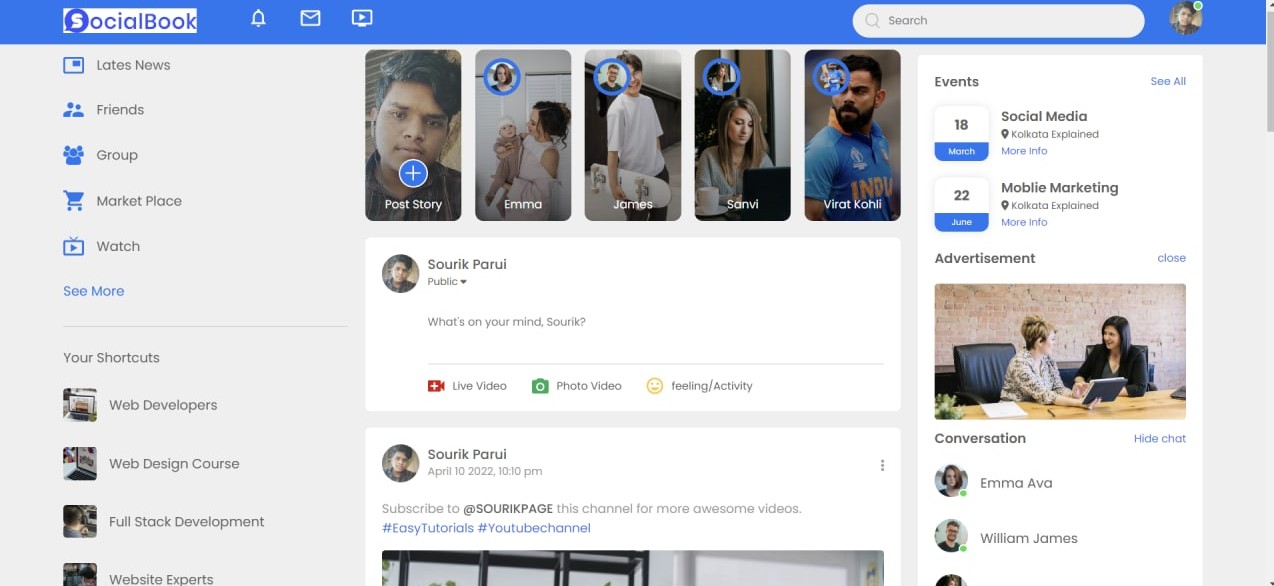 SocialBook
Search
Lates News
Friends
Group
Market Place
Watch
See More
Your Shortcuts
Web Developers
Web Design Course
Full Stack Development
Website Experts
Post Story
Emma
James
Sanvi
Virat Kohli
INDI
Sourik Parui
Public
What's on your mind, Sourik?
Live Video
Photo Video
feeling/Activity
Sourik Parui
April 10 2022, 10:10 pm
Subscribe to @SOURIKPAGE this channel for more awesome videos.
#EasyTutorials #Youtubechannel
Events
See All
18
March
Social Media
Kolkata Explained
More Info
22
June
Moblie Marketing
Kolkata Explained
More Info
Advertisement
close
Conversation
Hide chat
Emma Ava
William James